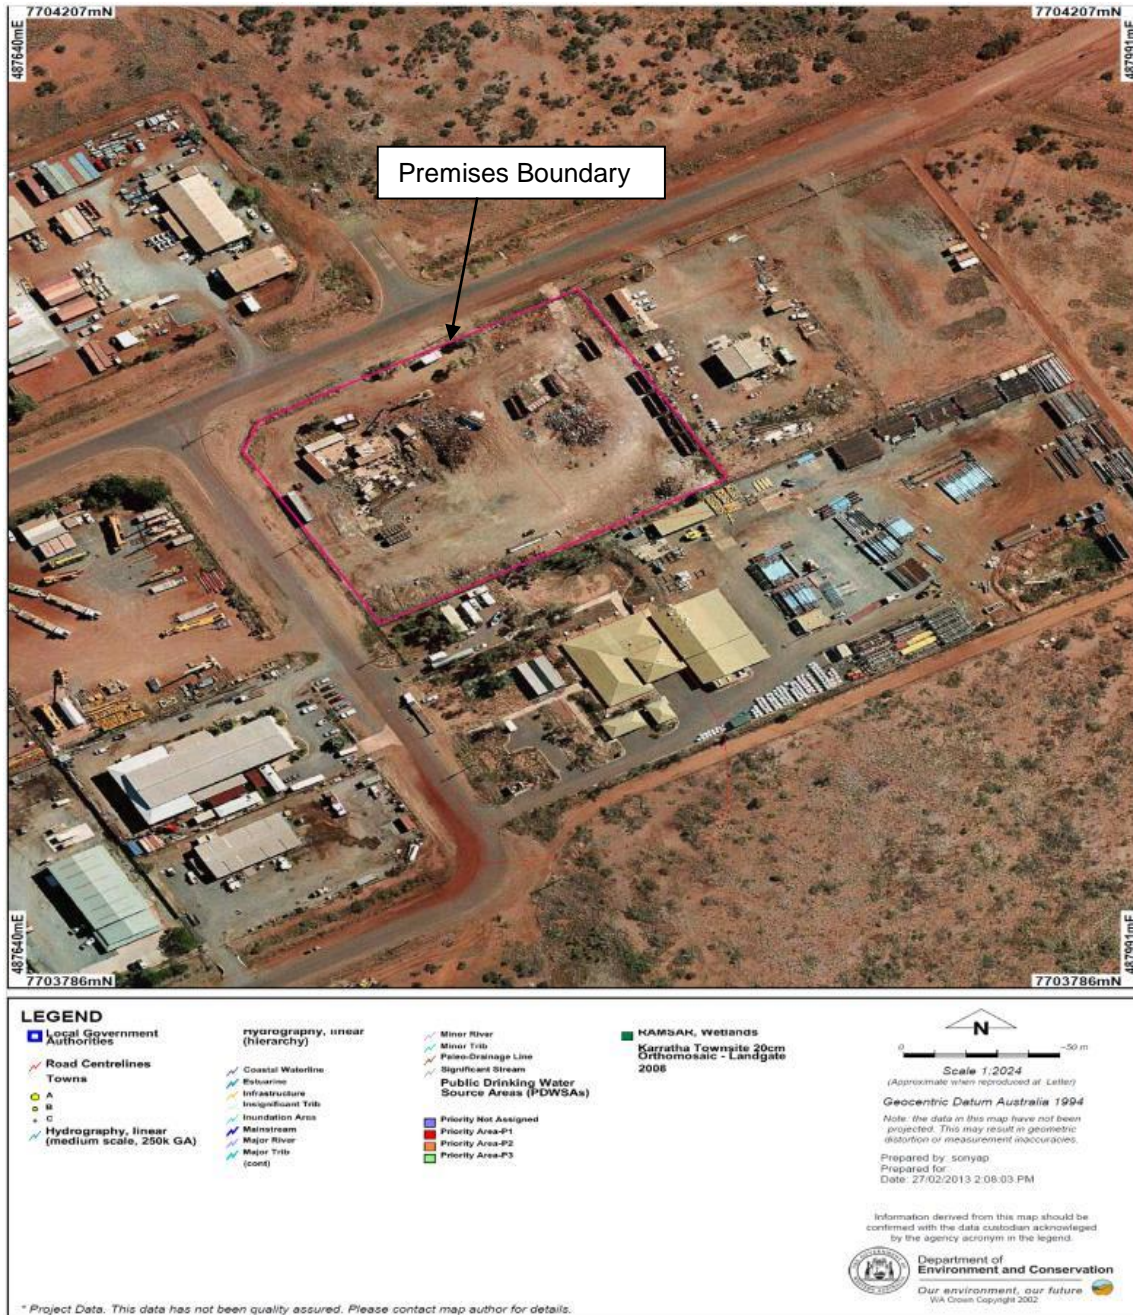 7704207mN
7704207mN
487640mE
487991mE
Premises Boundary
487640mE
487991mE
7703786mN
7703786mN
LEGEND
Local Government
Authorities
Road Centrelines
Towns
A
B
C
Hydrography, linear
(medium scale, 250k GA)
Hydrography, linear
(hierarchy)
Coastal Waterline
Estuarine
Infrastructure
Insignificant Trib
Inundation Area
Mainstream
Major River
Major Trib
(cont)
Minor River
Minor Trib
Paleo-Drainage Line
Significant Stream
Public Drinking Water
Source Areas (PDWSAs)
Priority Not Assigned
Priority Area-P1
Priority Area-P2
Priority Area-P3
RAMSAR, Wetlands
Karratha Townsite 20cm
Orthomosaic - Landgate
2008
N
0 ~50 m
Scale 1:2024
(Approximate when reproduced at Letter)
Geocentric Datum Australia 1994
Note: the data in this map have not been
projected. This may result in geometric
distortion or measurement inaccuracies.
Prepared by: sonyap
Prepared for:
Date: 27/02/2013 2:08:03 PM
Information derived from this map should be
confirmed with the data custodian acknowleged
by the agency acronym in the legend.
Department of
Environment and Conservation
Our environment, our future
WA Crown Copyright 2002
* Project Data. This data has not been quality assured. Please contact map author for details.